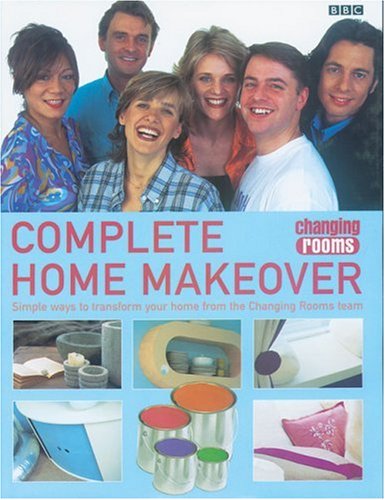 BBC
changing
rooms
COMPLETE
HOME MAKEOVER
Simple ways to transform your home from the Changing Rooms team